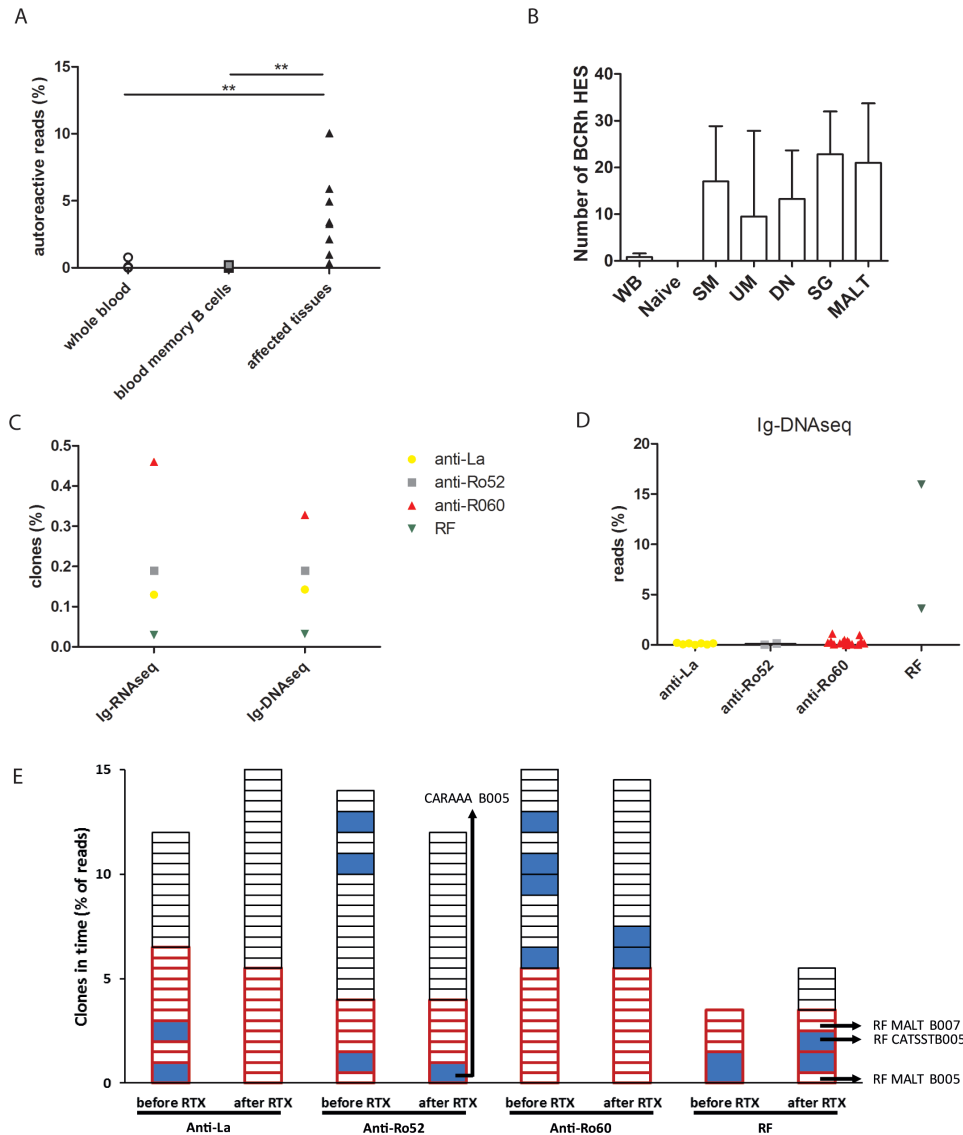 A
15
10
5
0
autoreactive reads (%)
**
**
whole blood
blood memory B cells
affected tissues
B
40
30
20
10
0
Number of BCRh HES
WB
Naive
SM
UM
DN
SG
MALT
C
0.5
0.4
0.3
0.2
0.1
0.0
clones (%)
Ig-RNAseq
Ig-DNAseq
anti-La
anti-Ro52
anti-R060
RF
D
Ig-DNAseq
20
15
10
5
0
reads (%)
anti-La
anti-Ro52
anti-Ro60
RF
E
15
10
5
0
Clones in time (% of reads)
CARAAA B005
RF MALT B007
RF CATSSTB005
RF MALT B005
before RTX after RTX before RTX after RTX before RTX after RTX before RTX after RTX
Anti-La Anti-Ro52 Anti-Ro60 RF